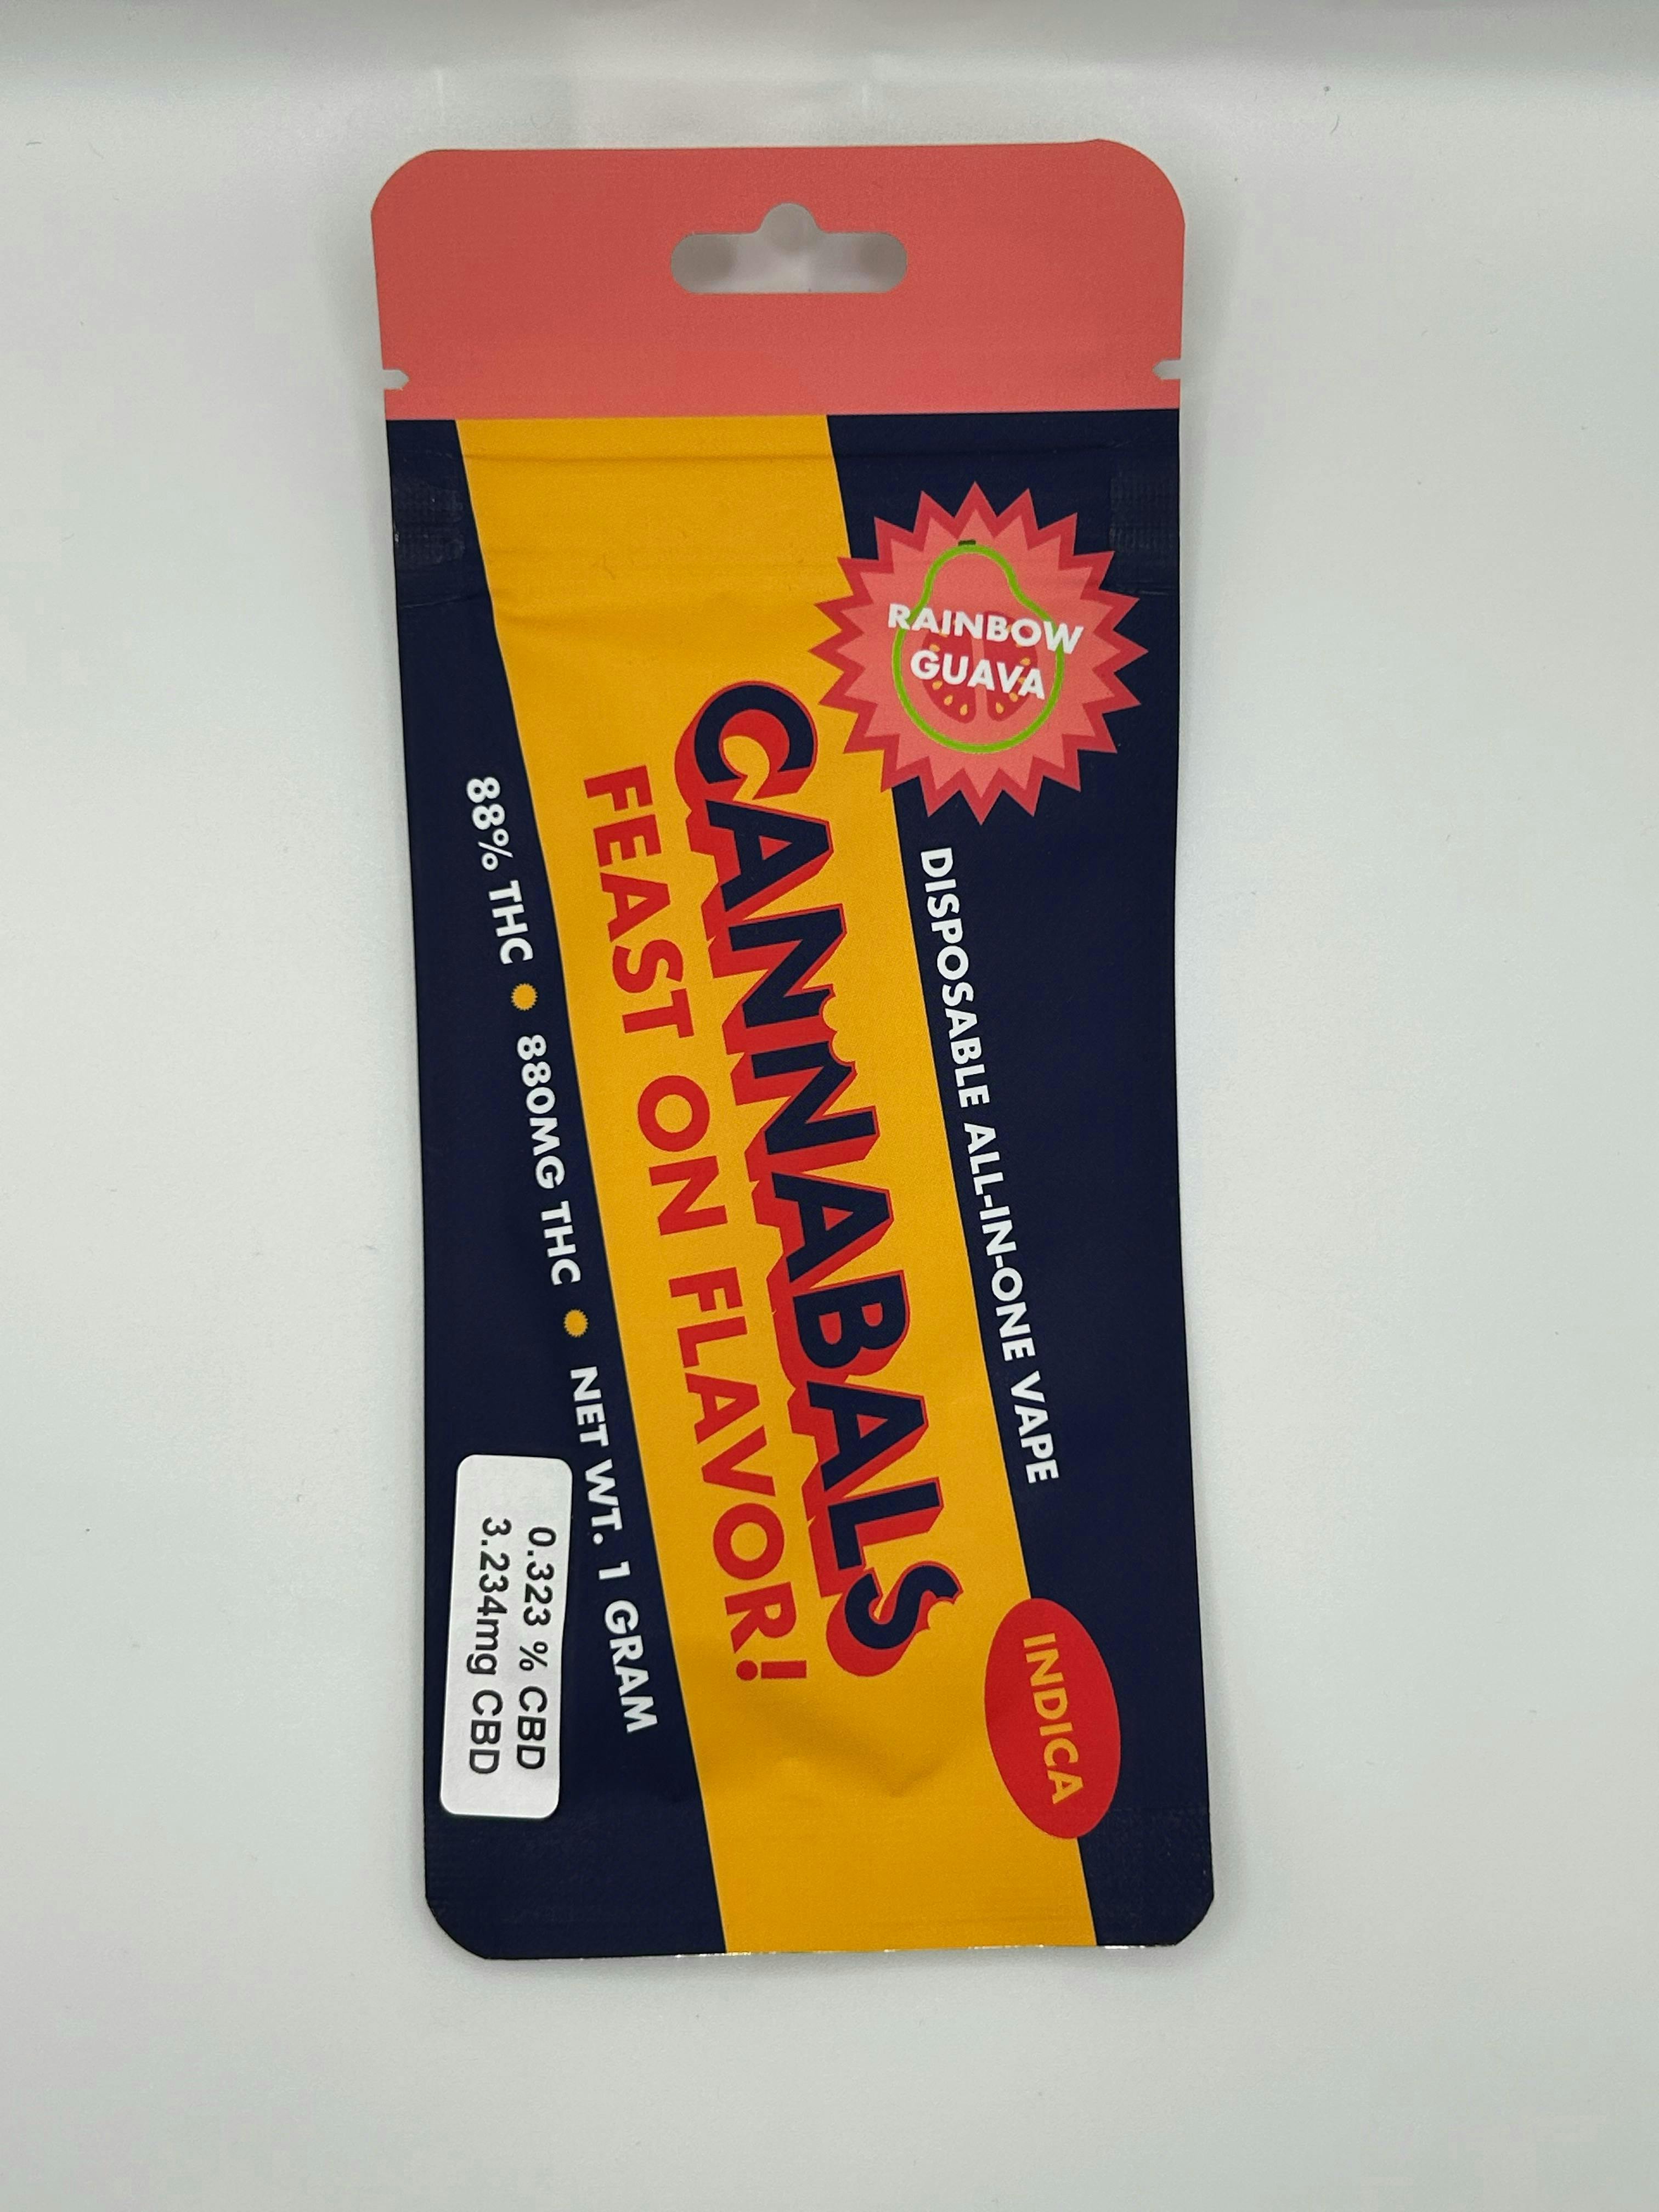 RAINBOW
GUAVA
DISPOSABLE ALL-IN-ONE VAPE
CANNABALS
FEAST ON FLAVOR!
INDICA
88% THC 880MG THC NET WT. 1 GRAM
0.323 % CBD
3.234mg CBD